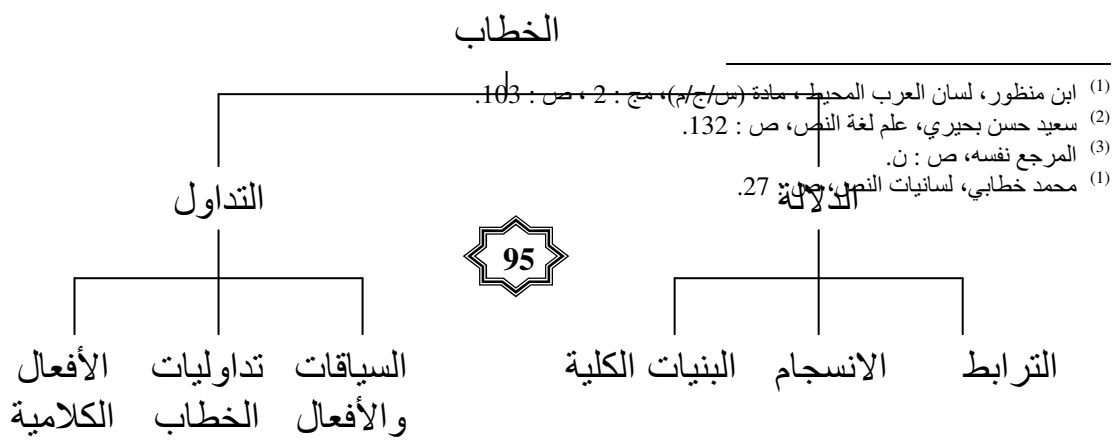 الخطاب
(1) ابن منظور، لسان العرب المحيط، مادة (س/ج/م)، مج : 2 ، ص : 103.
(2) سعيد حسن بحيري، علم لغة النص، ص : 132.
(3) المرجع نفسه، ص : ن.
(1) محمد خطابي، لسانيات النص، ص : 27.
الدلالة
التداول
95
الترابط
الانسجام
البنيات الكلية
السياقات
والأفعال
تداوليات
الخطاب
الأفعال
الكلامية